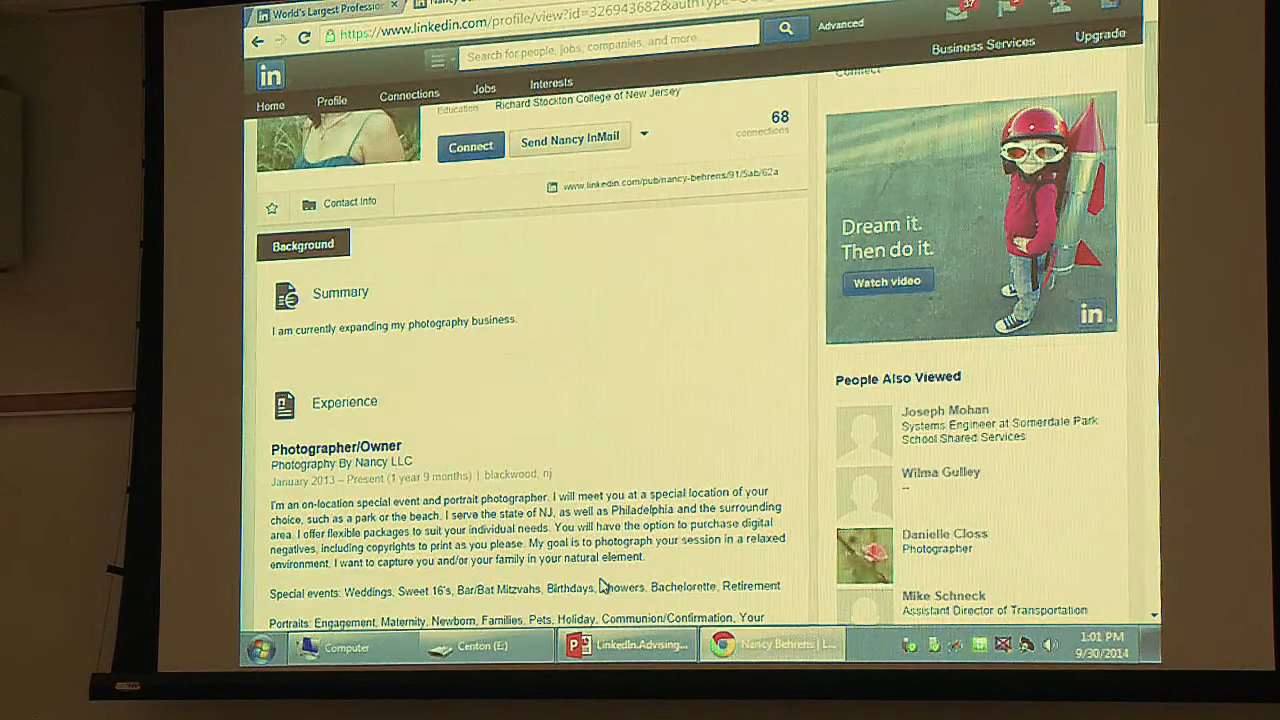 World's Largest Professio
https://www.linkedin.com/profile/view?id=326943682&authType=
Search for people, jobs, companies, and more...
Advanced
37
in
Home
Profile
Connections
Jobs
Interests
Business Services
Upgrade
Education
Richard Stockton College of New Jersey
Connect
Send Nancy InMail
68
connections
www.linkedin.com/pub/nancy-behrens/91/5ab/62a
Contact Info
Background
Summary
I am currently expanding my photography business.
Experience
Photographer/Owner
Photography By Nancy LLC
January 2013 – Present (1 year 9 months) | blackwood, nj
I'm an on-location special event and portrait photographer. I will meet you at a special location of your
choice, such as a park or the beach. I serve the state of NJ, as well as Philadelphia and the surrounding
area. I offer flexible packages to suit your individual needs. You will have the option to purchase digital
negatives, including copyrights to print as you please. My goal is to photograph your session in a relaxed
environment. I want to capture you and/or your family in your natural element.
Special events: Weddings, Sweet 16's, Bar/Bat Mitzvahs, Birthdays, Showers, Bachelorette, Retirement
Portraits: Engagement, Maternity, Newborn, Families, Pets, Holiday, Communion/Confirmation, Your
Connect
Dream it.
Then do it.
Watch video
in
People Also Viewed
Joseph Mohan
Systems Engineer at Somerdale Park
School Shared Services
Wilma Gulley
--
Danielle Closs
Photographer
Mike Schneck
Assistant Director of Transportation
Computer
Centon (E:)
LinkedIn.Advising...
Nancy Behrens | L...
1:01 PM
9/30/2014